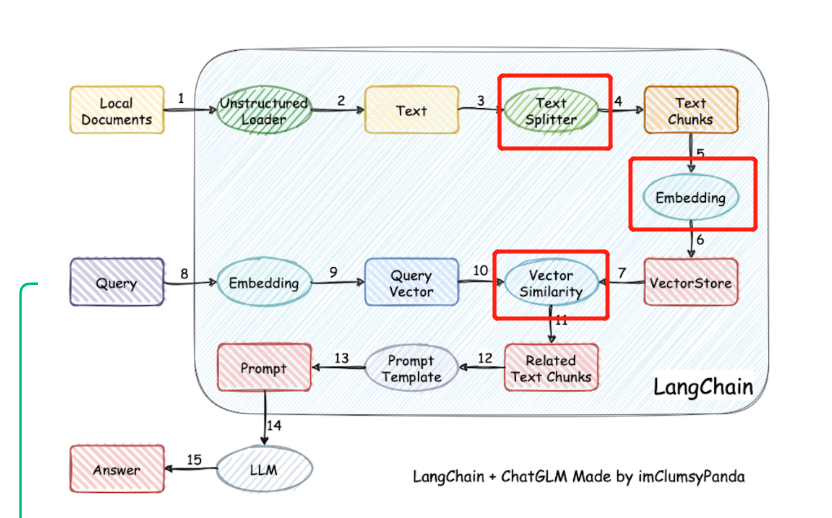 Local
Documents
1
Unstructured
Loader
2
Text
3
Text
Splitter
4
Text
Chunks
5
Embedding
6
Query
8
Embedding
9
Query
Vector
10
Vector
Similarity
7
VectorStore
11
Prompt
13
Prompt
Template
12
Related
Text Chunks
LangChain
14
Answer
15
LLM
LangChain + ChatGLM Made by imClumsyPanda